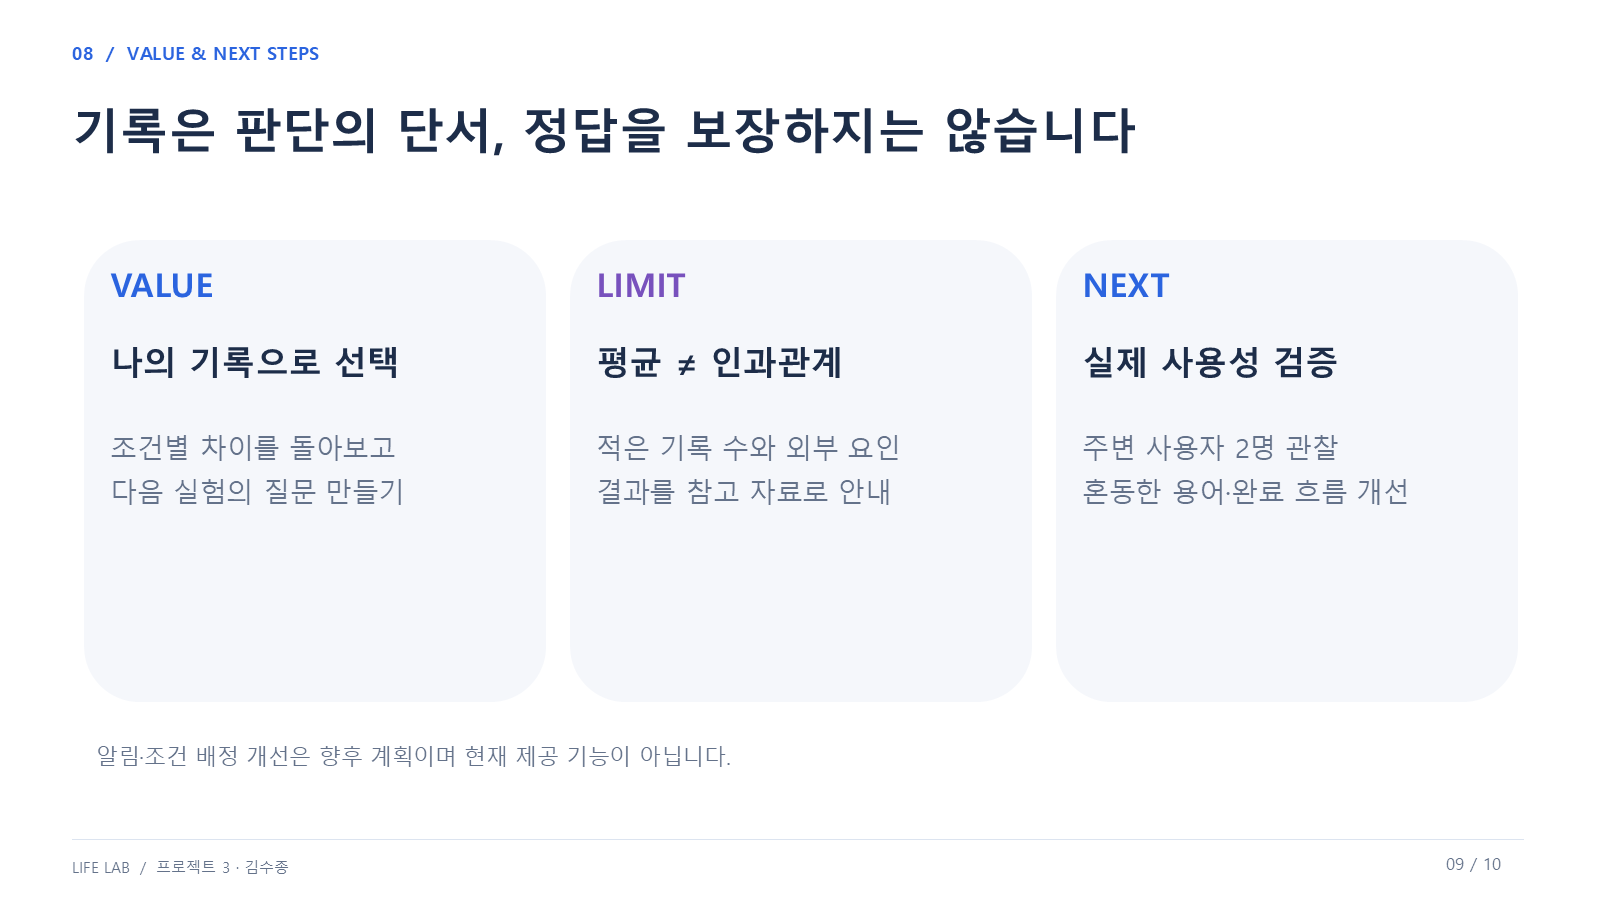 08 / VALUE & NEXT STEPS
기록은 판단의 단서, 정답을 보장하지는 않습니다
VALUE
나의 기록으로 선택
조건별 차이를 돌아보고
다음 실험의 질문 만들기
LIMIT
평균 ≠ 인과관계
적은 기록 수와 외부 요인
결과를 참고 자료로 안내
NEXT
실제 사용성 검증
주변 사용자 2명 관찰
혼동한 용어·완료 흐름 개선
알림·조건 배정 개선은 향후 계획이며 현재 제공 기능이 아닙니다.
LIFE LAB / 프로젝트 3 · 김수종
09 / 10